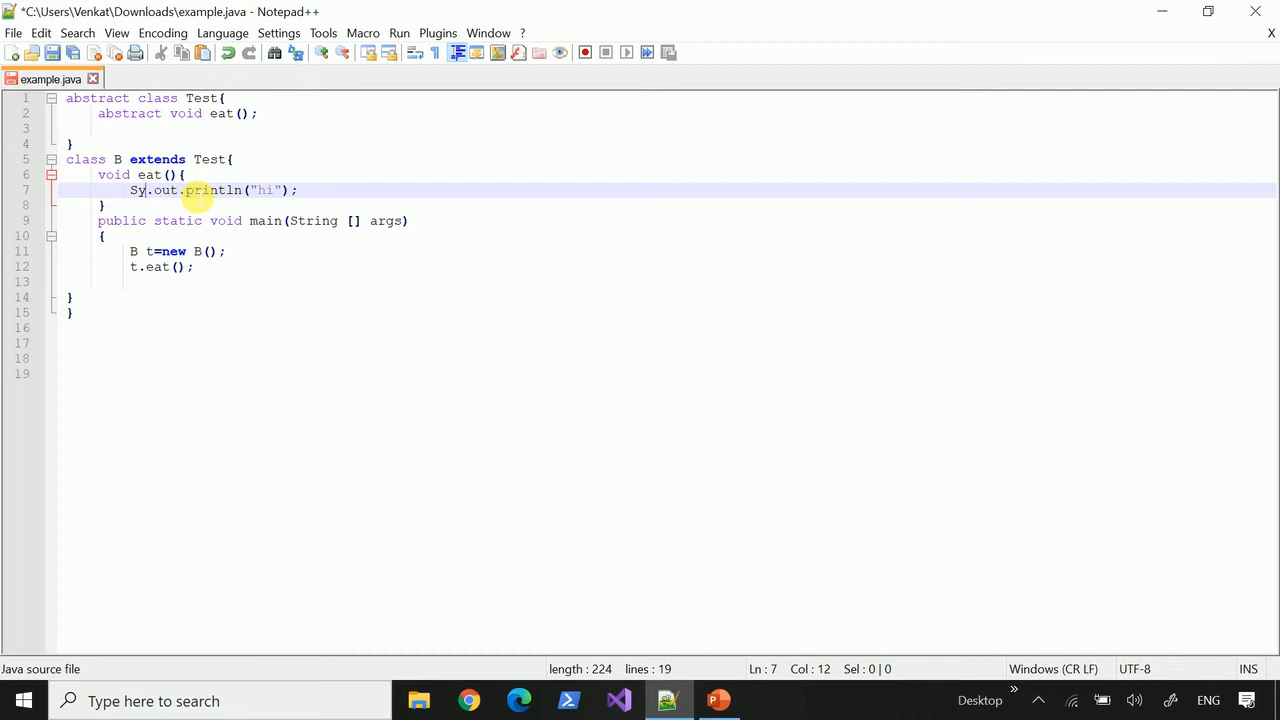 *C:\Users\Venkat\Downloads\example.java - Notepad++
File Edit Search View Encoding Language Settings Tools Macro Run Plugins Window ? X
example.java
1 abstract class Test{
2 abstract void eat();
3
4 }
5 class B extends Test{
6 void eat(){
7 Sy.out.println("hi");
8 }
9 public static void main(String [] args)
10 {
11 B t=new B();
12 t.eat();
13
14 }
15 }
16
17
18
19
Java source file length : 224 lines : 19 Ln : 7 Col : 12 Sel : 0 | 0 Windows (CR LF) UTF-8 INS
Type here to search Desktop » ENG